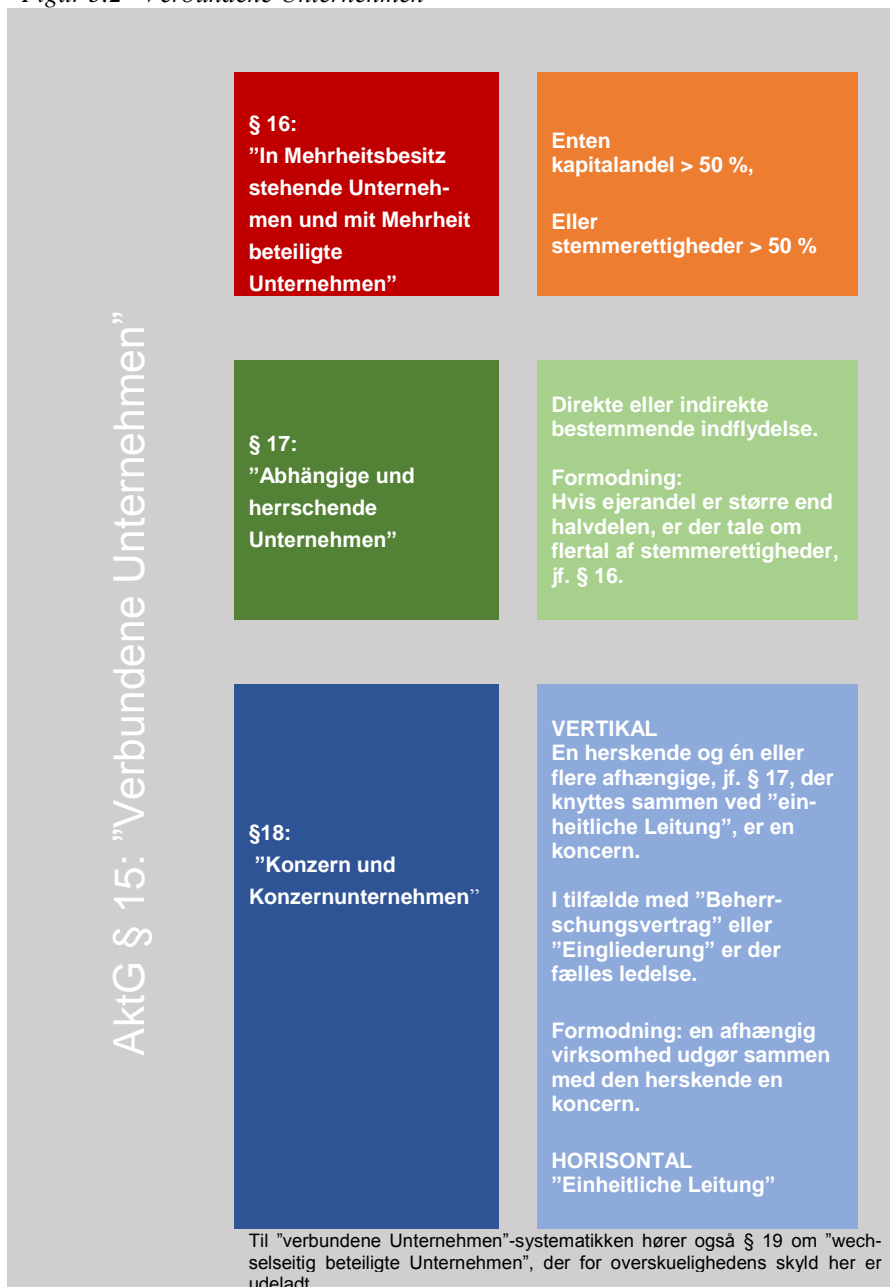 Figur 3.2 Verbundene Unternehmen
AktG § 15: ”Verbundene Unternehmen”
§ 16:
”In Mehrheitsbesitz
stehende Unterneh-
men und mit Mehrheit
beteiligte
Unternehmen”
Enten
kapitalandel > 50 %,
Eller
stemmerettigheder > 50 %
§ 17:
”Abhängige und
herrschende
Unternehmen”
Direkte eller indirekte
bestemmende indflydelse.
Formodning:
Hvis ejerandel er større end
halvdelen, er der tale om
flertal af stemmerettigheder,
jf. § 16.
§18:
”Konzern und
Konzernunternehmen”
VERTIKAL
En herskende og én eller
flere afhængige, jf. § 17, der
knyttes sammen ved ”ein-
heitliche Leitung”, er en
koncern.
I tilfælde med ”Beherr-
schungsvertrag” eller
”Eingliederung” er der
fælles ledelse.
Formodning: en afhængig
virksomhed udgør sammen
med den herskende en
koncern.
HORISONTAL
”Einheitliche Leitung”
Til ”verbundene Unternehmen”-systematikken hører også § 19 om ”wech-
selseitig beteiligte Unternehmen”, der for overskuelighedens skyld her er
udeladt